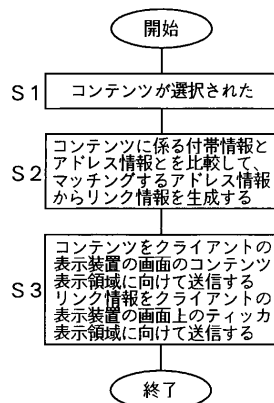 開始
S1
コンテンツが選択された
S2
コンテンツに係る付帯情報と
アドレス情報とを比較して、
マッチングするアドレス情報
からリンク情報を生成する
S3
コンテンツをクライアントの
表示装置の画面のコンテンツ
表示領域に向けて送信する
リンク情報をクライアントの
表示装置の画面上のティッカ
表示領域に向けて送信する
終了